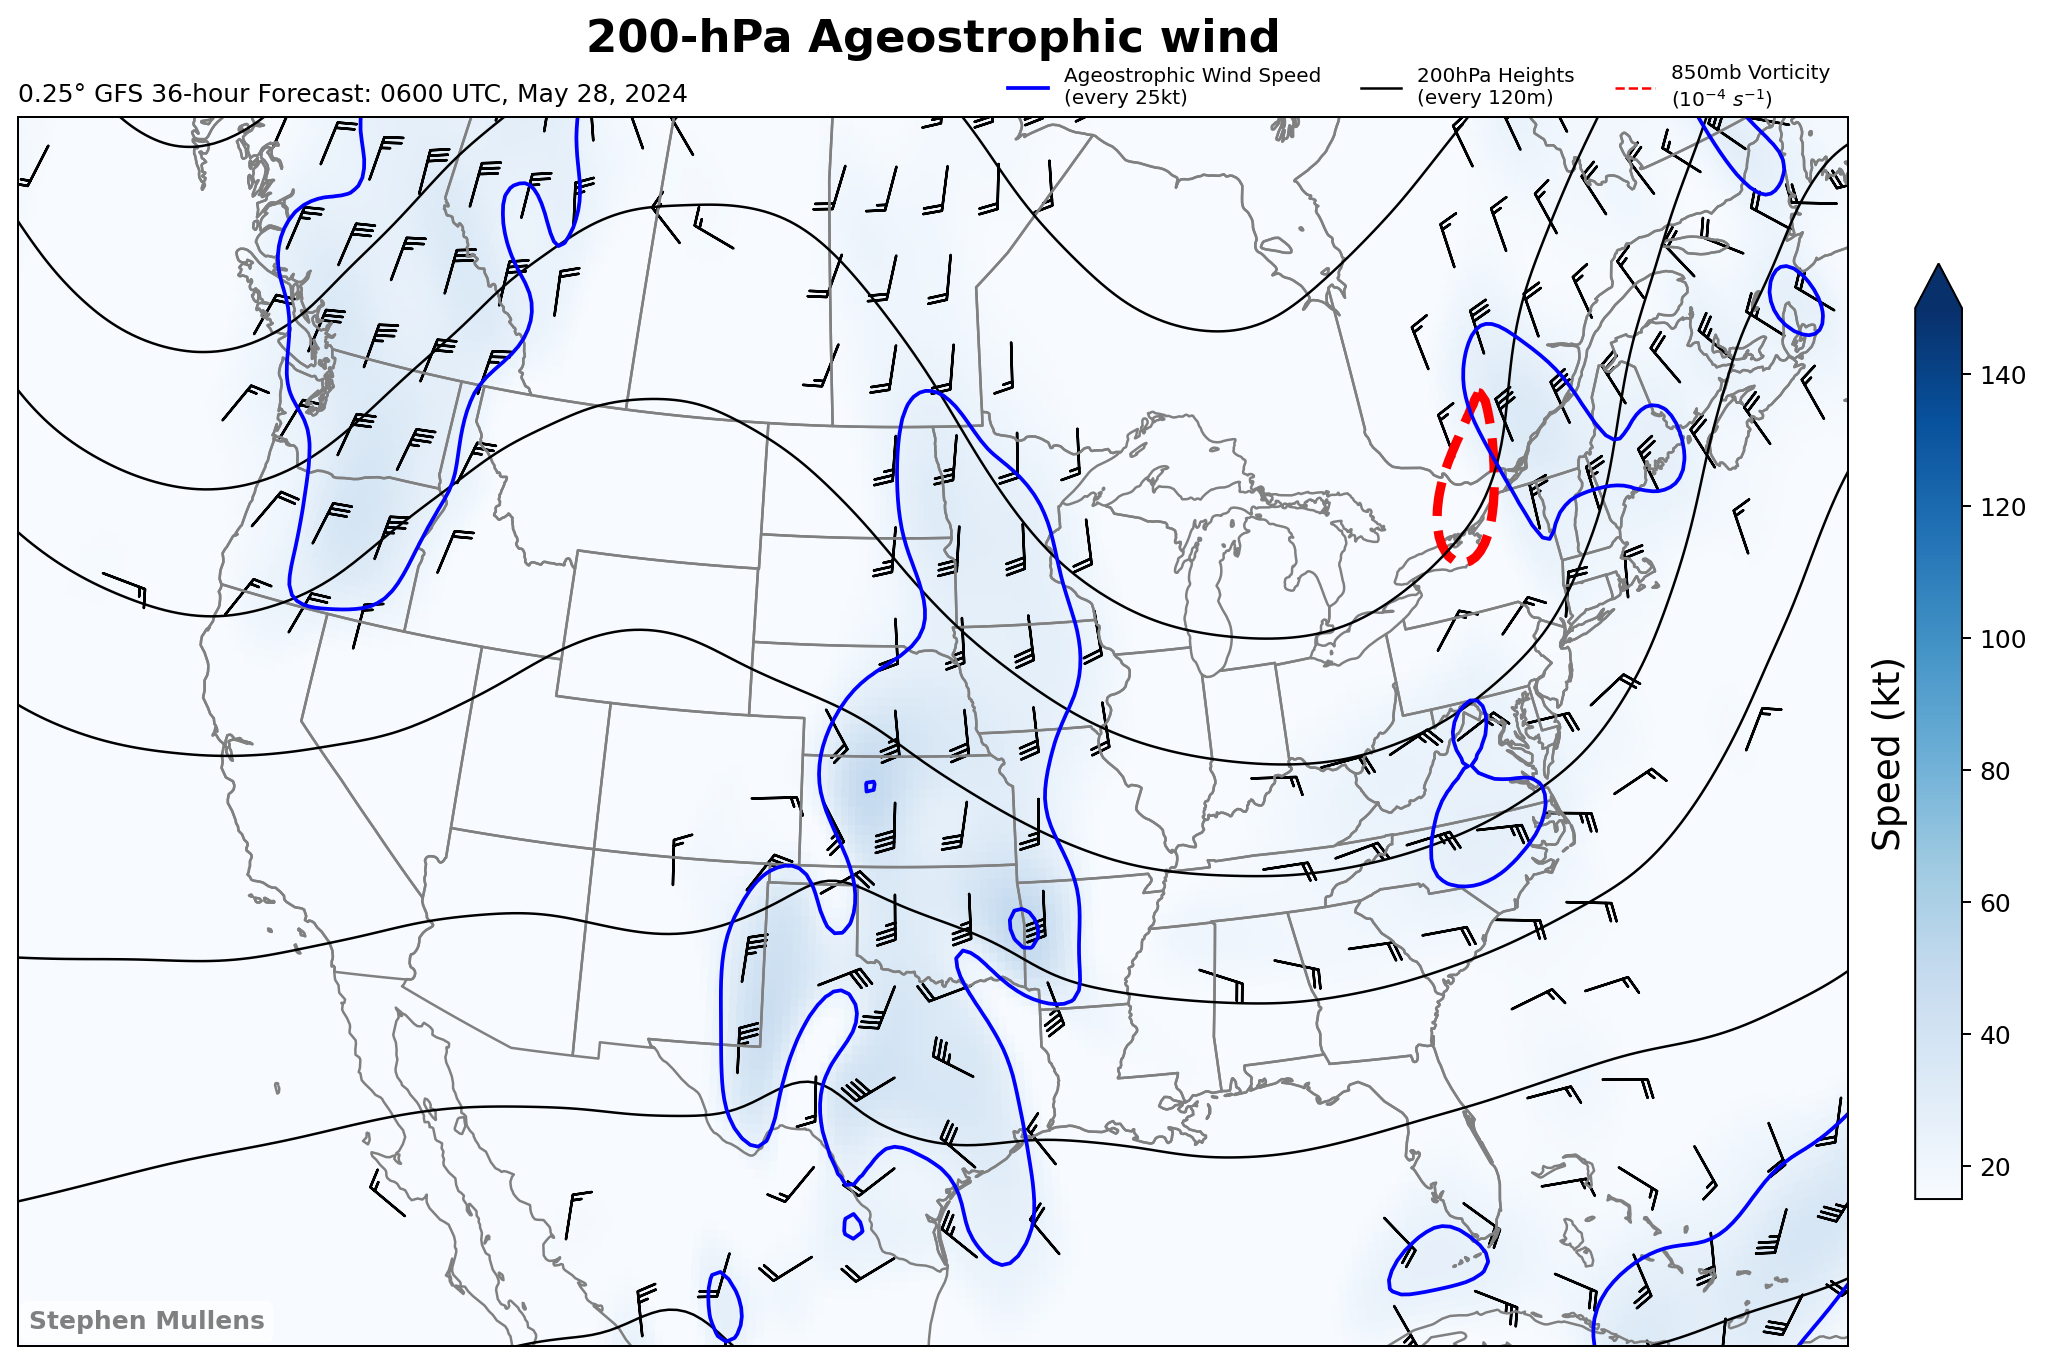 200-hPa Ageostrophic wind
0.25° GFS 36-hour Forecast: 0600 UTC, May 28, 2024
Ageostrophic Wind Speed
(every 25kt)
200hPa Heights
(every 120m)
850mb Vorticity
(10⁻⁴ s⁻¹)
140
120
100
80
60
40
20
Speed (kt)
Stephen Mullens